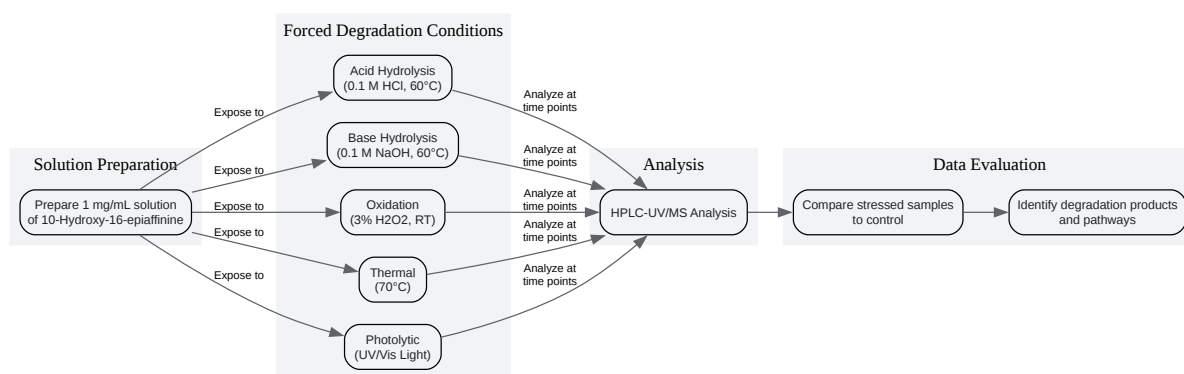 Solution Preparation
Prepare 1 mg/mL solution
of 10-Hydroxy-16-epiaffinine
Expose to
Expose to
Expose to
Expose to
Expose to
Forced Degradation Conditions
Acid Hydrolysis
(0.1 M HCl, 60°C)
Base Hydrolysis
(0.1 M NaOH, 60°C)
Oxidation
(3% H2O2, RT)
Thermal
(70°C)
Photolytic
(UV/Vis Light)
Analyze at
time points
Analyze at
time points
Analyze at
time points
Analyze at
time points
Analyze at
time points
Analysis
HPLC-UV/MS Analysis
Data Evaluation
Compare stressed samples
to control
Identify degradation products
and pathways